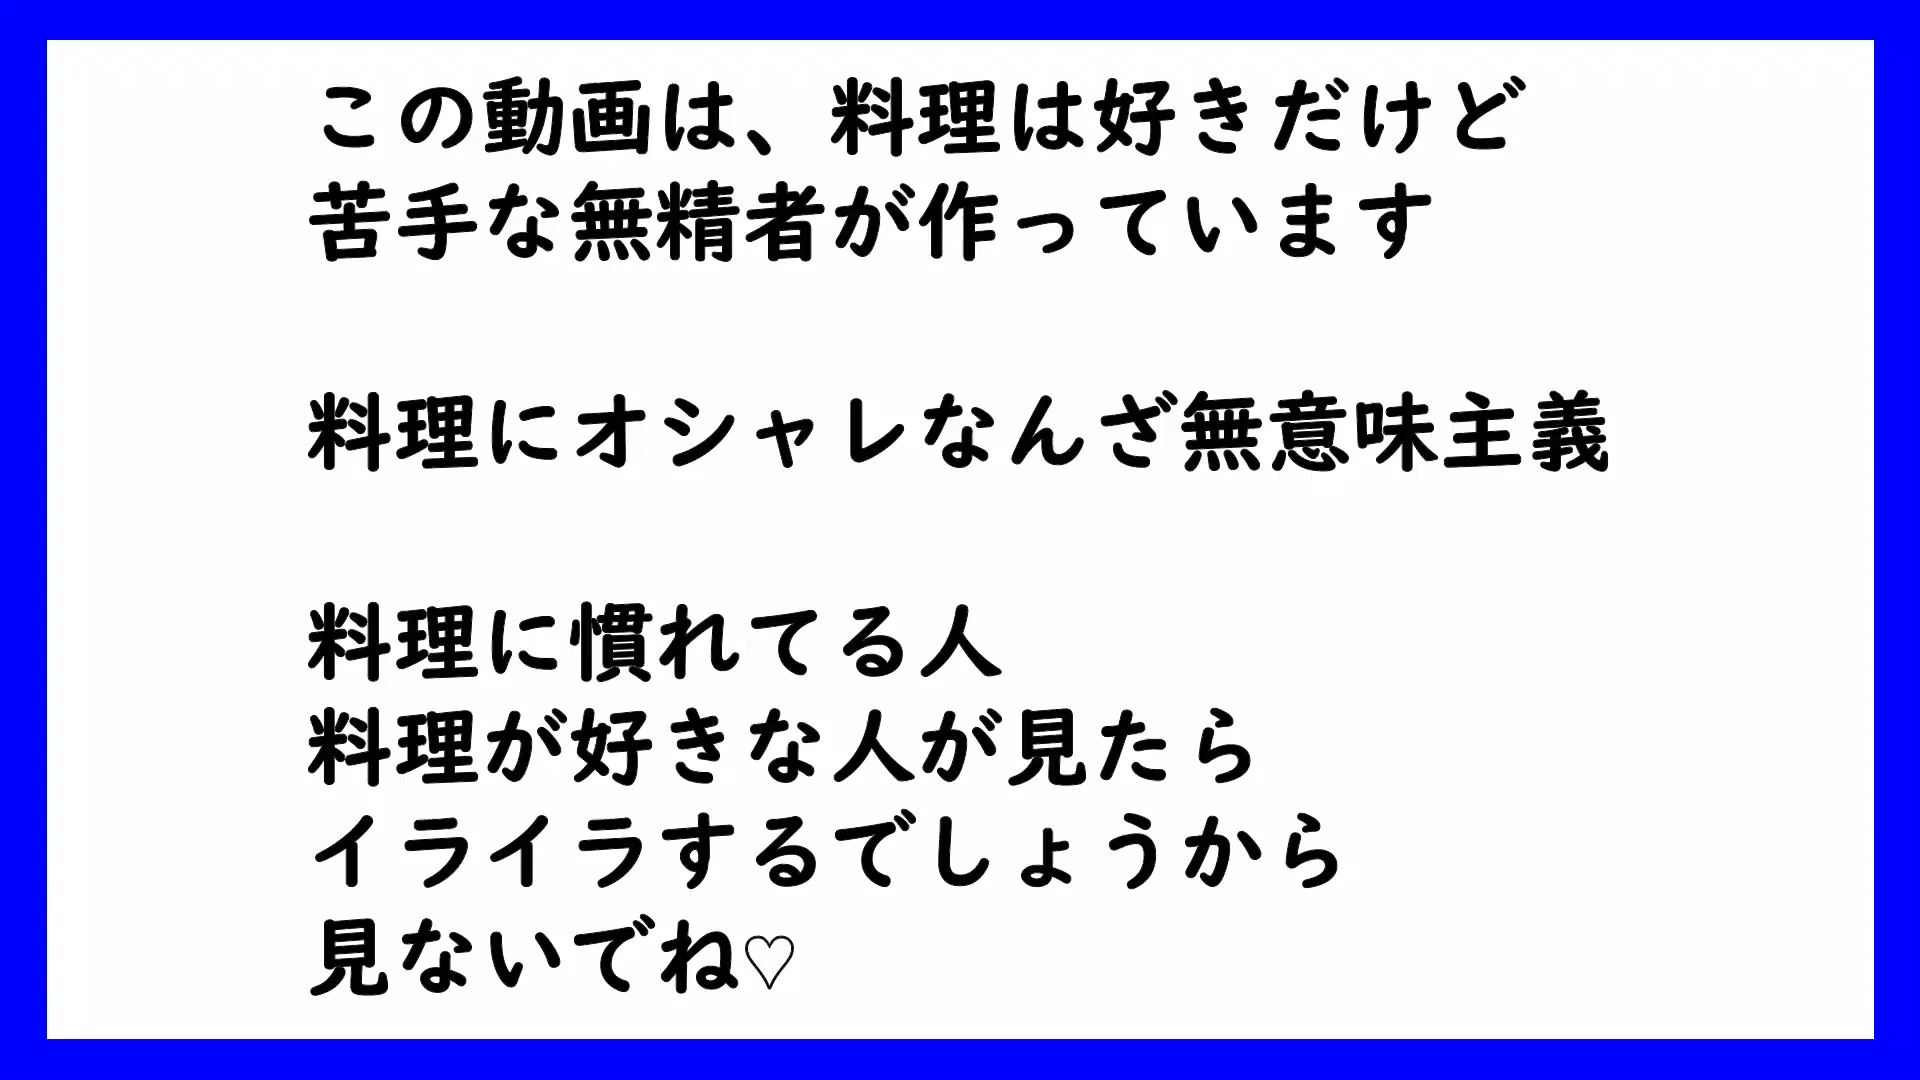 この動画は、料理は好きだけど
苦手な無精者が作っています
料理にオシャレなんざ無意味主義
料理に慣れてる人
料理が好きな人が見たら
イライラするでしょうから
見ないでね♡